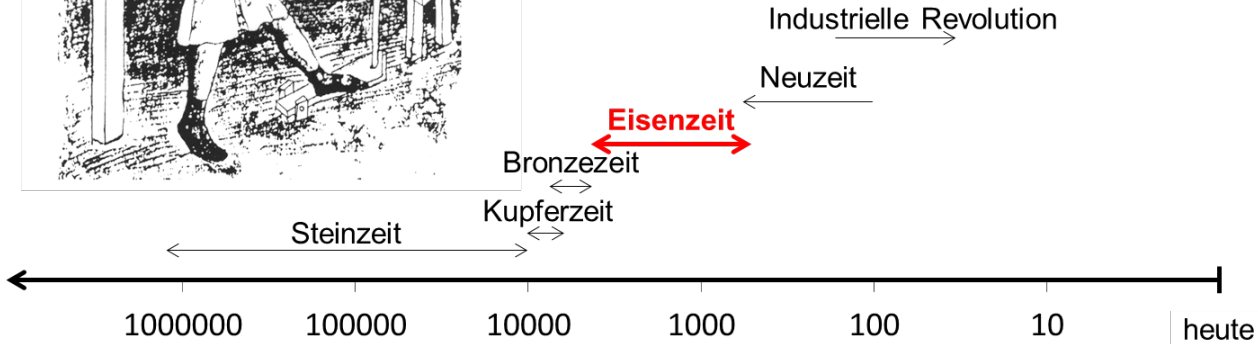 Industrielle Revolution
Neuzeit
Eisenzeit
Bronzezeit
Kupferzeit
Steinzeit
1000000 100000 10000 1000 100 10 heute